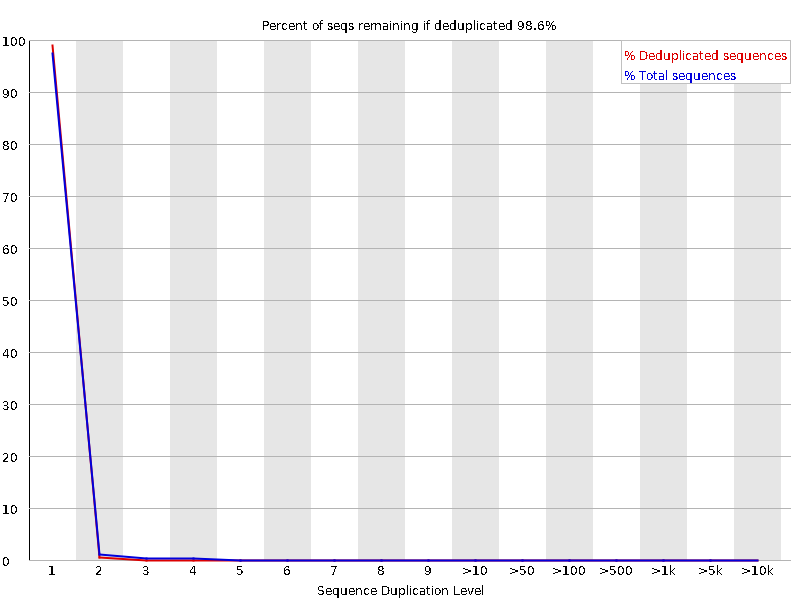 Percent of seqs remaining if deduplicated 98.6%
% Deduplicated sequences
% Total sequences
100
90
80
70
60
50
40
30
20
10
0
1 2 3 4 5 6 7 8 9 >10 >50 >100 >500 >1k >5k >10k
Sequence Duplication Level